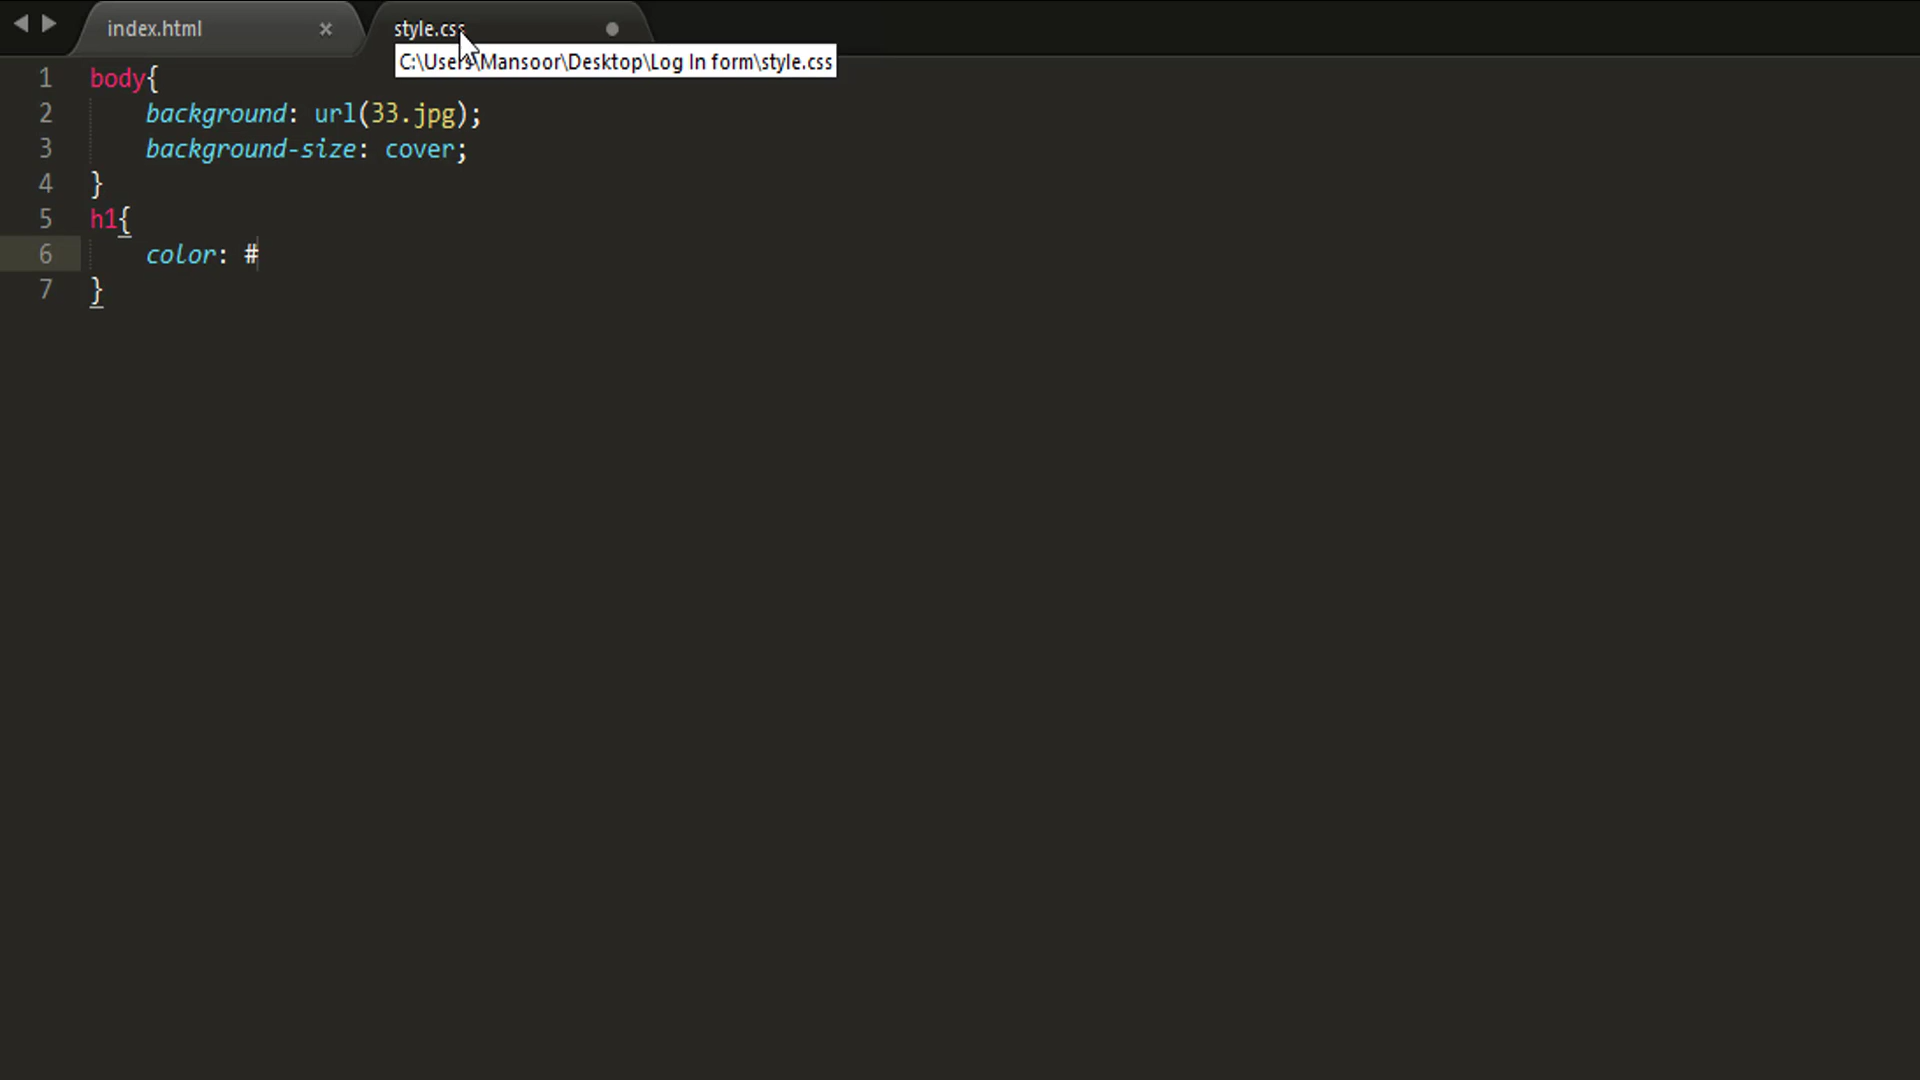 index.html × style.css
C:\Users\Mansoor\Desktop\Log In form\style.css
1 body{
2 background: url(33.jpg);
3 background-size: cover;
4 }
5 h1{
6 color: #
7 }